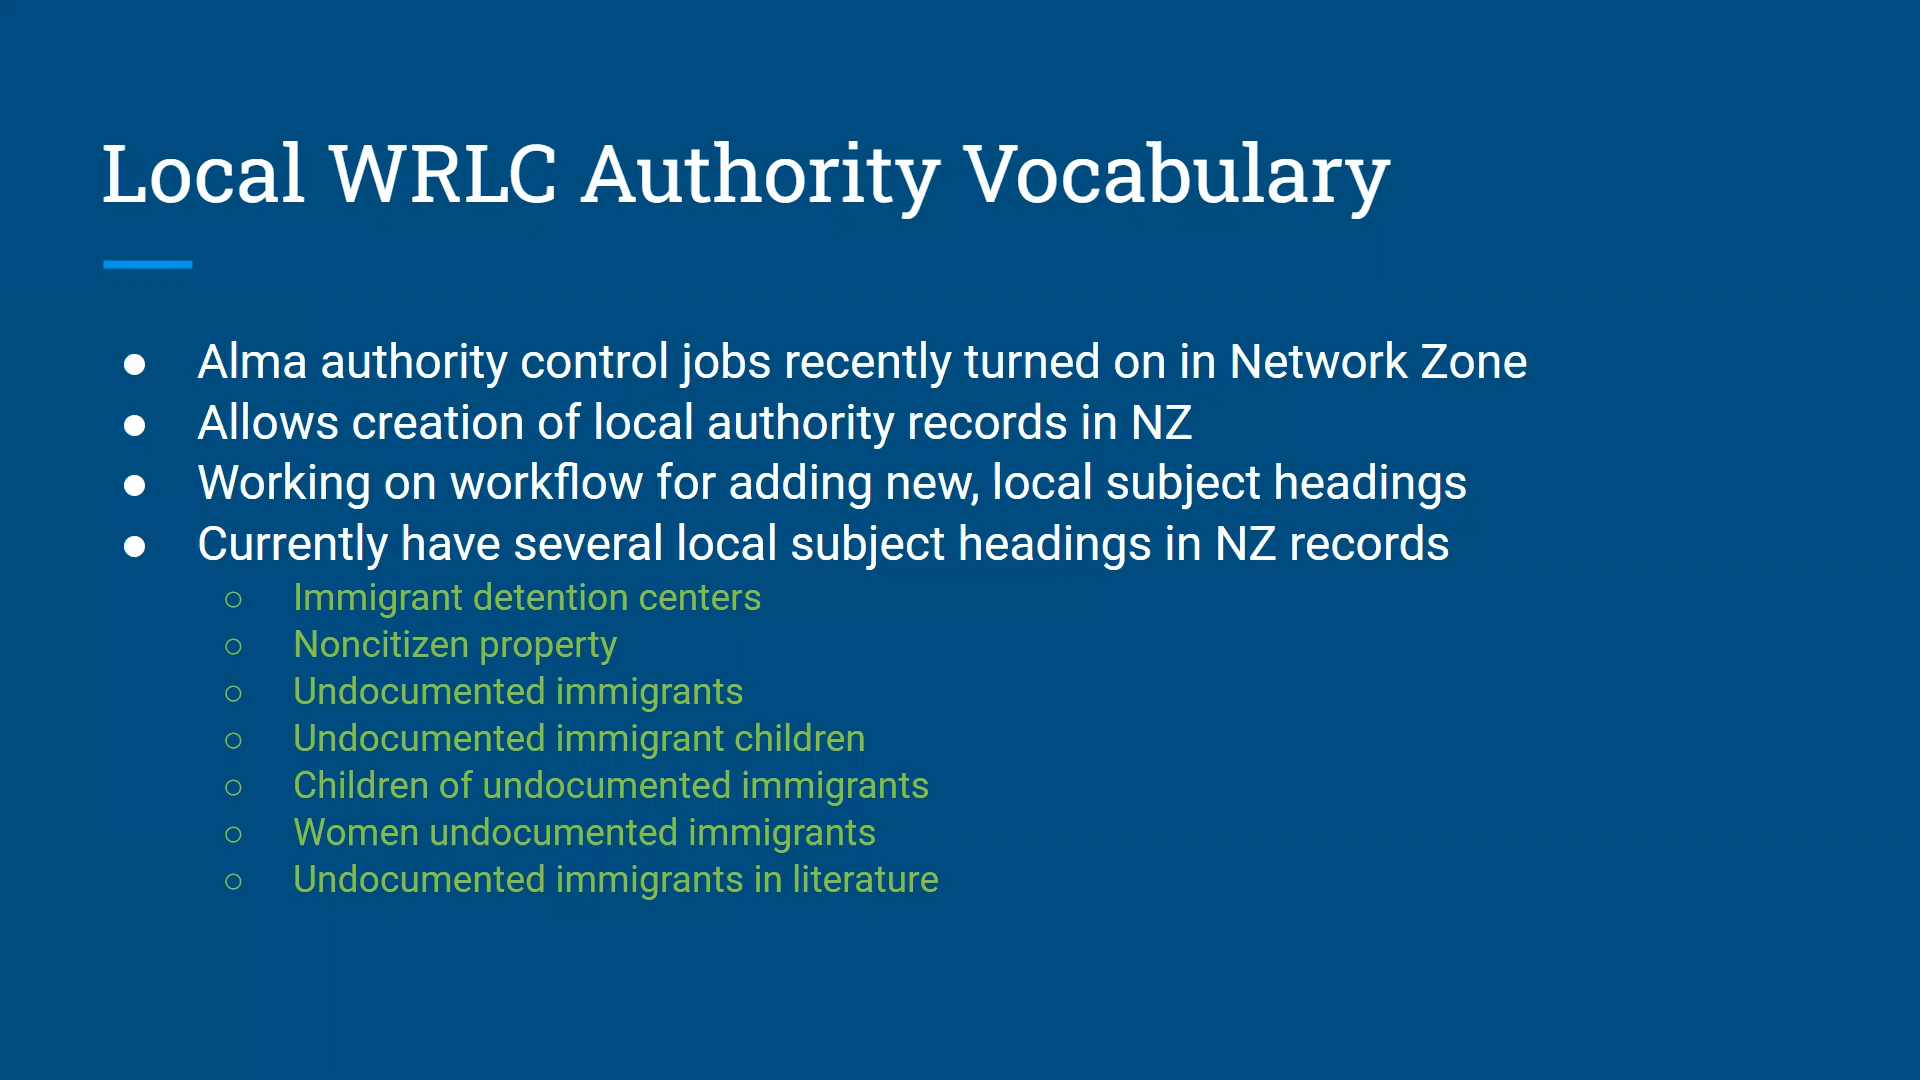 Local WRLC Authority Vocabulary
● Alma authority control jobs recently turned on in Network Zone
● Allows creation of local authority records in NZ
● Working on workflow for adding new, local subject headings
● Currently have several local subject headings in NZ records
○ Immigrant detention centers
○ Noncitizen property
○ Undocumented immigrants
○ Undocumented immigrant children
○ Children of undocumented immigrants
○ Women undocumented immigrants
○ Undocumented immigrants in literature